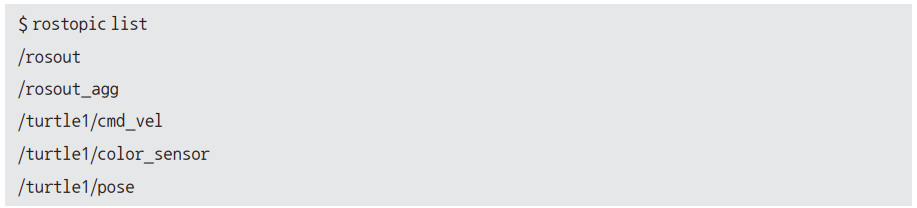 $ rostopic list
/rosout
/rosout_agg
/turtle1/cmd_vel
/turtle1/color_sensor
/turtle1/pose